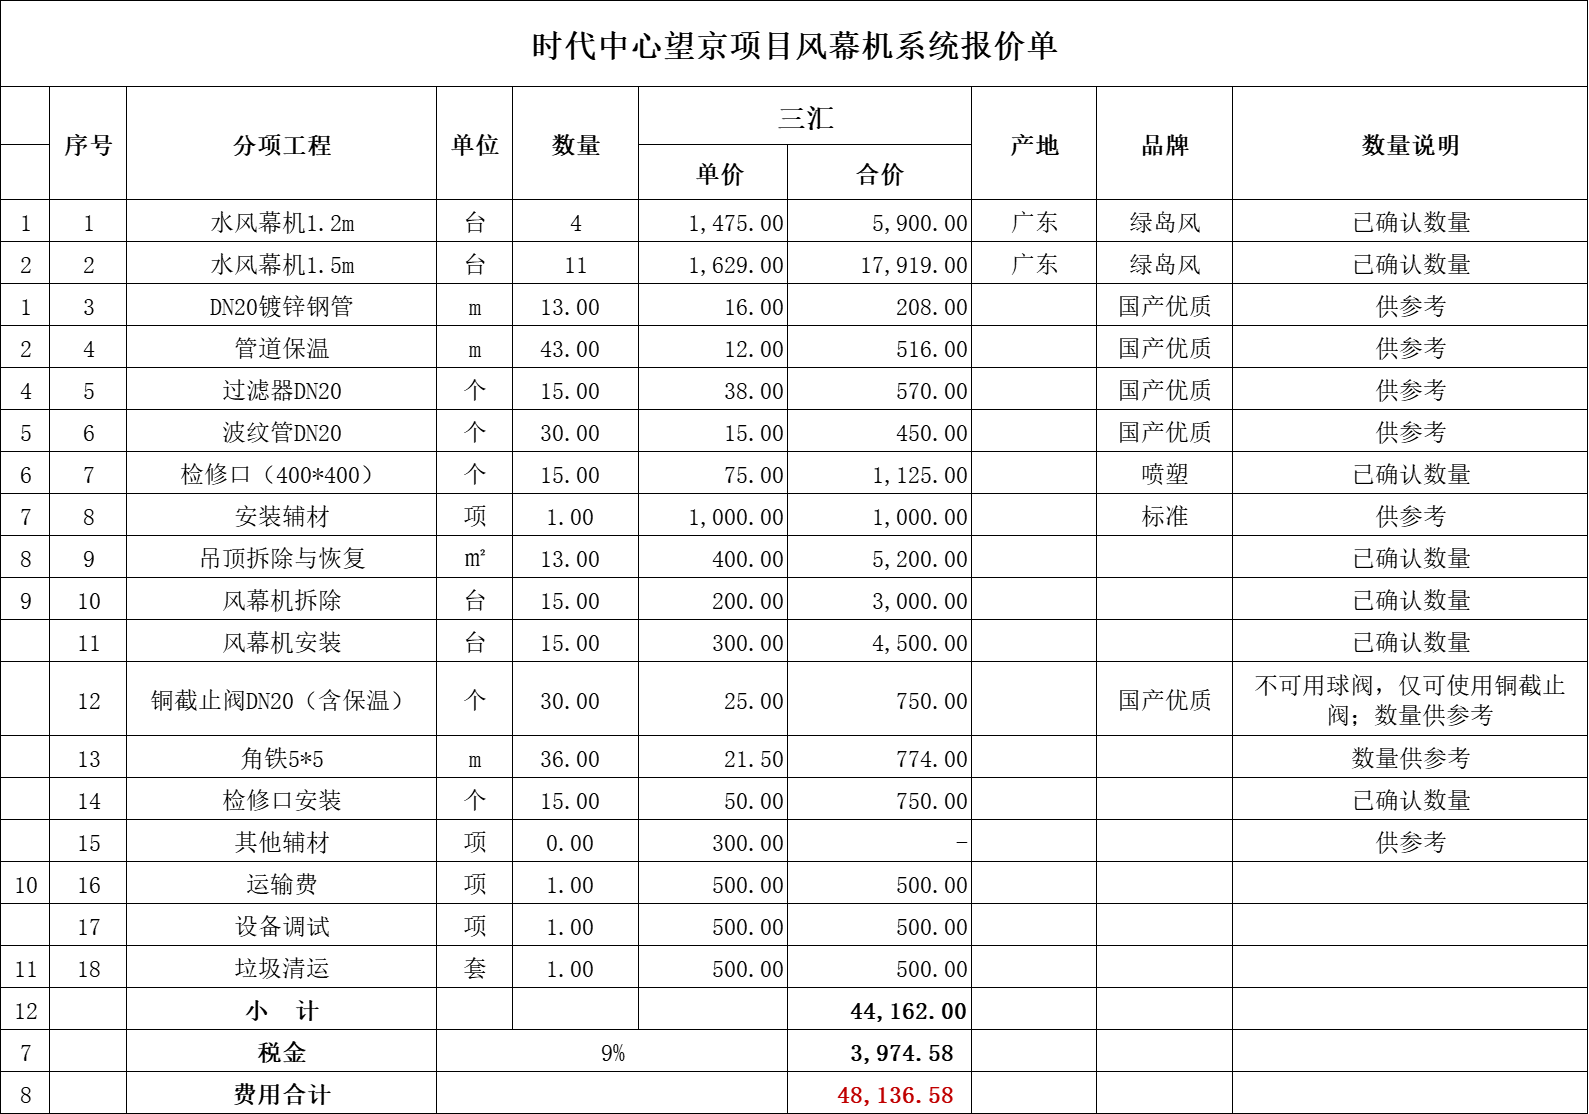 时代中心望京项目风幕机系统报价单
序号 分项工程 单位 数量 三汇 产地 品牌 数量说明
单价 合价
1 1 水风幕机1.2m 台 4 1,475.00 5,900.00 广东 绿岛风 已确认数量
2 2 水风幕机1.5m 台 11 1,629.00 17,919.00 广东 绿岛风 已确认数量
1 3 DN20镀锌钢管 m 13.00 16.00 208.00 国产优质 供参考
2 4 管道保温 m 43.00 12.00 516.00 国产优质 供参考
4 5 过滤器DN20 个 15.00 38.00 570.00 国产优质 供参考
5 6 波纹管DN20 个 30.00 15.00 450.00 国产优质 供参考
6 7 检修口（400*400） 个 15.00 75.00 1,125.00 喷塑 已确认数量
7 8 安装辅材 项 1.00 1,000.00 1,000.00 标准 供参考
8 9 吊顶拆除与恢复 ㎡ 13.00 400.00 5,200.00 已确认数量
9 10 风幕机拆除 台 15.00 200.00 3,000.00 已确认数量
11 风幕机安装 台 15.00 300.00 4,500.00 已确认数量
12 铜截止阀DN20（含保温） 个 30.00 25.00 750.00 国产优质 不可用球阀，仅可使用铜截止
阀；数量供参考
13 角铁5*5 m 36.00 21.50 774.00 数量供参考
14 检修口安装 个 15.00 50.00 750.00 已确认数量
15 其他辅材 项 0.00 300.00 - 供参考
10 16 运输费 项 1.00 500.00 500.00
17 设备调试 项 1.00 500.00 500.00
11 18 垃圾清运 套 1.00 500.00 500.00
12 小 计 44,162.00
7 税金 9% 3,974.58
8 费用合计 48,136.58